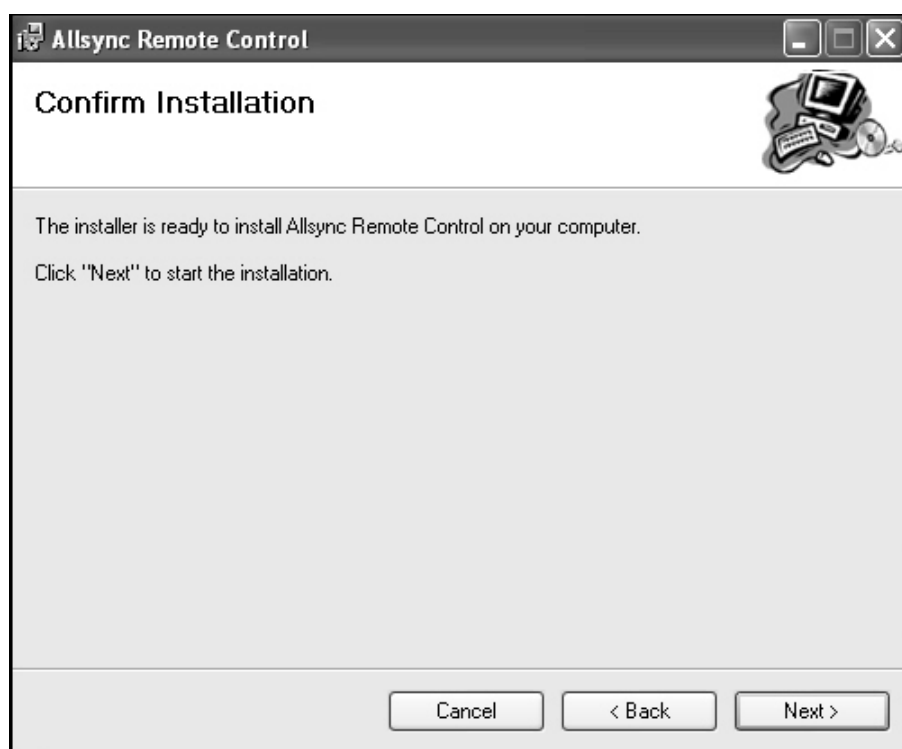 Allsync Remote Control
Confirm Installation
The installer is ready to install Allsync Remote Control on your computer.
Click "Next" to start the installation.
Cancel
< Back
Next >